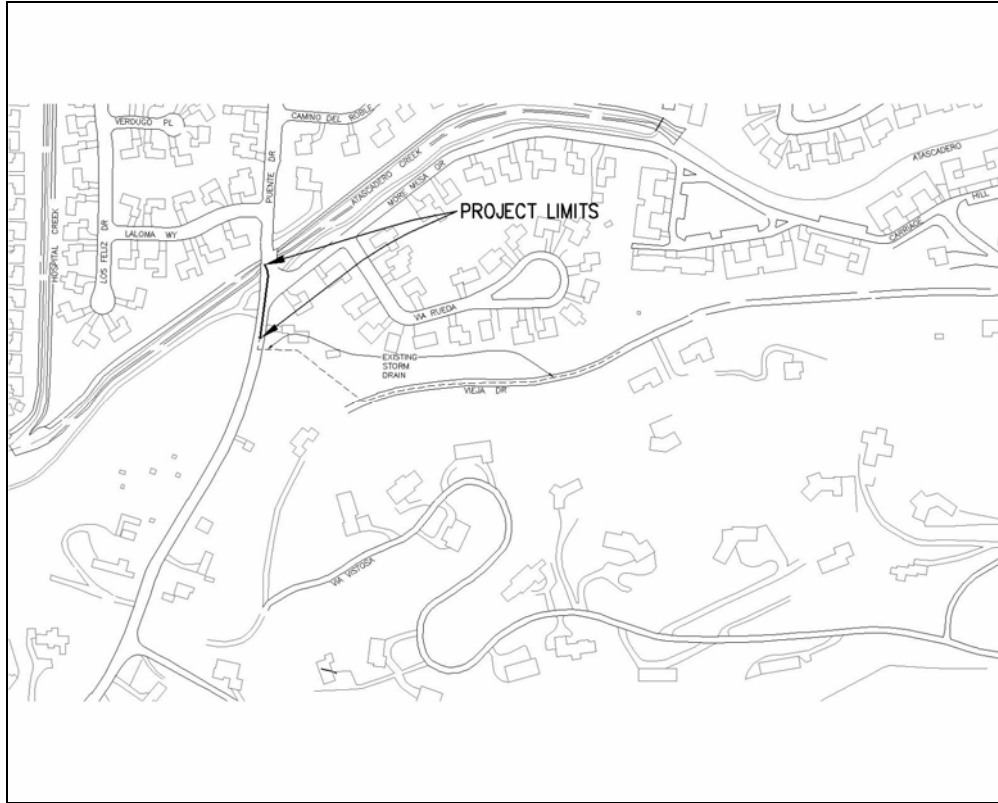 VERDUGO PL
CAMINO DEL ROBLE
PUENTE DR
ATASCADERO CREEK
MORE MESA DR
ATASCADERO
HOSPITAL CREEK
LOS FELIZ DR
LALOMA WY
PROJECT LIMITS
CARRIAGE HILL
VIA RUEDA
EXISTING
STORM
DRAIN
VIEJA DR
VIA VISTOSA